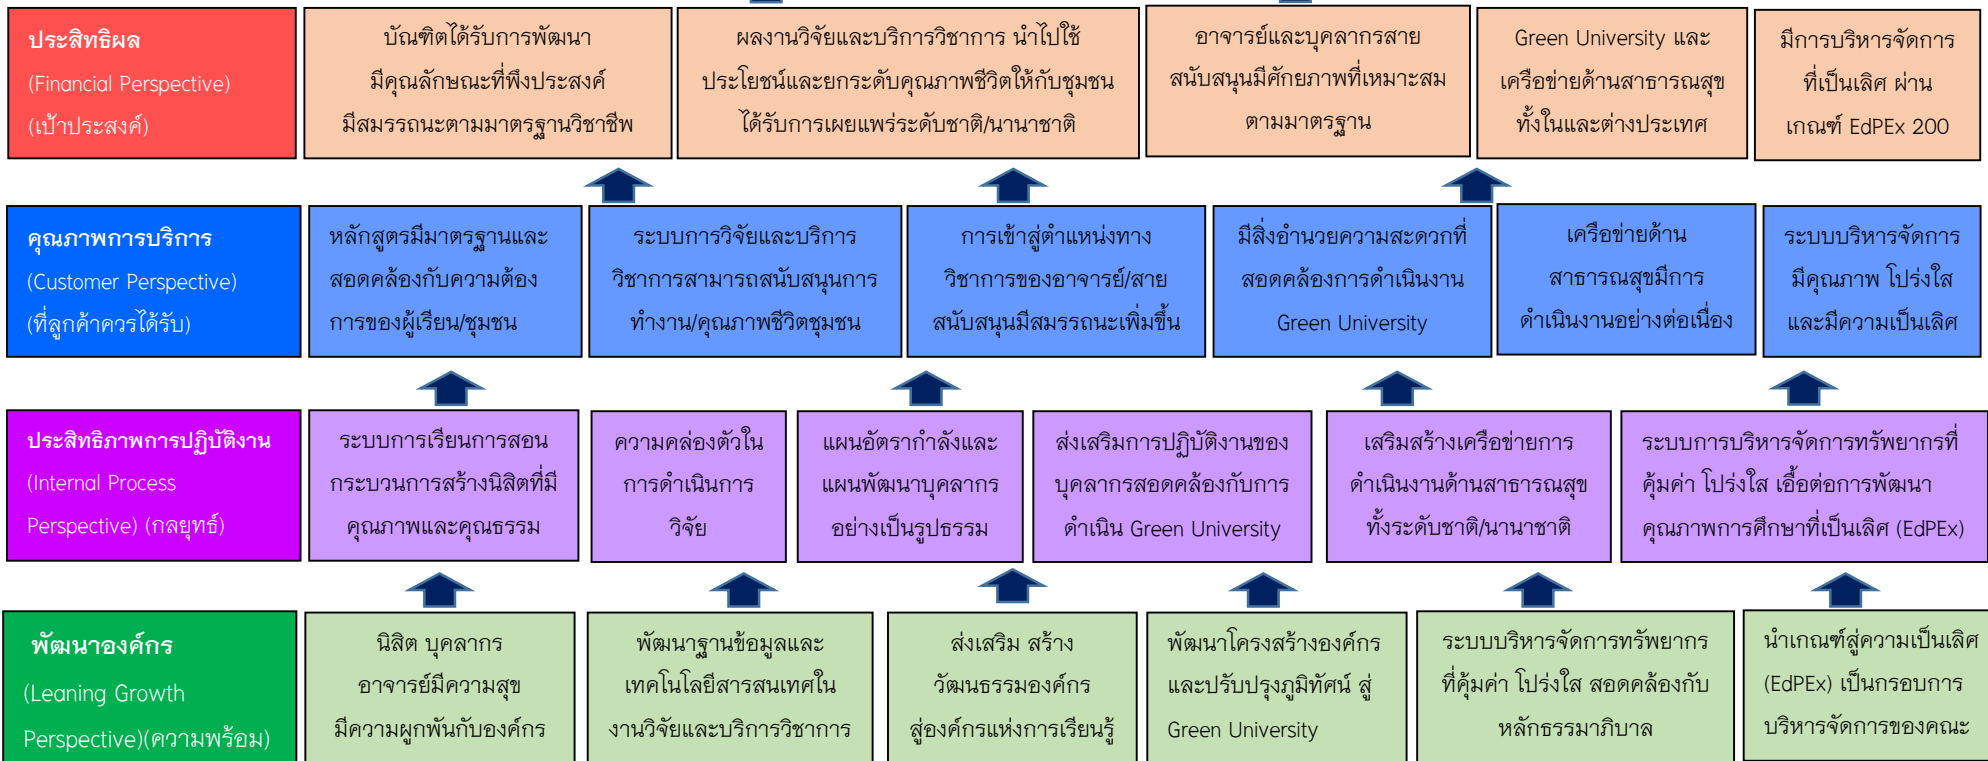 ประสิทธิผล
(Financial Perspective)
(เป้าประสงค์)
บัณฑิตได้รับการพัฒนา
มีคุณลักษณะที่พึงประสงค์
มีสมรรถนะตามมาตรฐานวิชาชีพ
ผลงานวิจัยและบริการวิชาการ นำไปใช้
ประโยชน์และยกระดับคุณภาพชีวิตให้กับชุมชน
ได้รับการเผยแพร่ระดับชาติ/นานาชาติ
อาจารย์และบุคลากรสาย
สนับสนุนมีศักยภาพที่เหมาะสม
ตามมาตรฐาน
Green University และ
เครือข่ายด้านสาธารณสุข
ทั้งในและต่างประเทศ
มีการบริหารจัดการ
ที่เป็นเลิศ ผ่าน
เกณฑ์ EdPEx 200
คุณภาพการบริการ
(Customer Perspective)
(ที่ลูกค้าควรได้รับ)
หลักสูตรมีมาตรฐานและ
สอดคล้องกับความต้อง
การของผู้เรียน/ชุมชน
ระบบการวิจัยและบริการ
วิชาการสามารถสนับสนุนการ
ทำงาน/คุณภาพชีวิตชุมชน
การเข้าสู่ตำแหน่งทาง
วิชาการของอาจารย์/สาย
สนับสนุนมีสมรรถนะเพิ่มขึ้น
มีสิ่งอำนวยความสะดวกที่
สอดคล้องการดำเนินงาน
Green University
เครือข่ายด้าน
สาธารณสุขมีการ
ดำเนินงานอย่างต่อเนื่อง
ระบบบริหารจัดการ
มีคุณภาพ โปร่งใส
และมีความเป็นเลิศ
ประสิทธิภาพการปฏิบัติงาน
(Internal Process
Perspective) (กลยุทธ์)
ระบบการเรียนการสอน
กระบวนการสร้างนิสิตที่มี
คุณภาพและคุณธรรม
ความคล่องตัวใน
การดำเนินการ
วิจัย
แผนอัตรากำลังและ
แผนพัฒนาบุคลากร
อย่างเป็นรูปธรรม
ส่งเสริมการปฏิบัติงานของ
บุคลากรสอดคล้องกับการ
ดำเนิน Green University
เสริมสร้างเครือข่ายการ
ดำเนินงานด้านสาธารณสุข
ทั้งระดับชาติ/นานาชาติ
ระบบการบริหารจัดการทรัพยากรที่
คุ้มค่า โปร่งใส เอื้อต่อการพัฒนา
คุณภาพการศึกษาที่เป็นเลิศ (EdPEx)
พัฒนาองค์กร
(Leaning Growth
Perspective)(ความพร้อม)
นิสิต บุคลากร
อาจารย์มีความสุข
มีความผูกพันกับองค์กร
พัฒนาฐานข้อมูลและ
เทคโนโลยีสารสนเทศใน
งานวิจัยและบริการวิชาการ
ส่งเสริม สร้าง
วัฒนธรรมองค์กร
สู่องค์กรแห่งการเรียนรู้
พัฒนาโครงสร้างองค์กร
และปรับปรุงภูมิทัศน์ สู่
Green University
ระบบบริหารจัดการทรัพยากร
ที่คุ้มค่า โปร่งใส สอดคล้องกับ
หลักธรรมาภิบาล
นำเกณฑ์สู่ความเป็นเลิศ
(EdPEx) เป็นกรอบการ
บริหารจัดการของคณะ